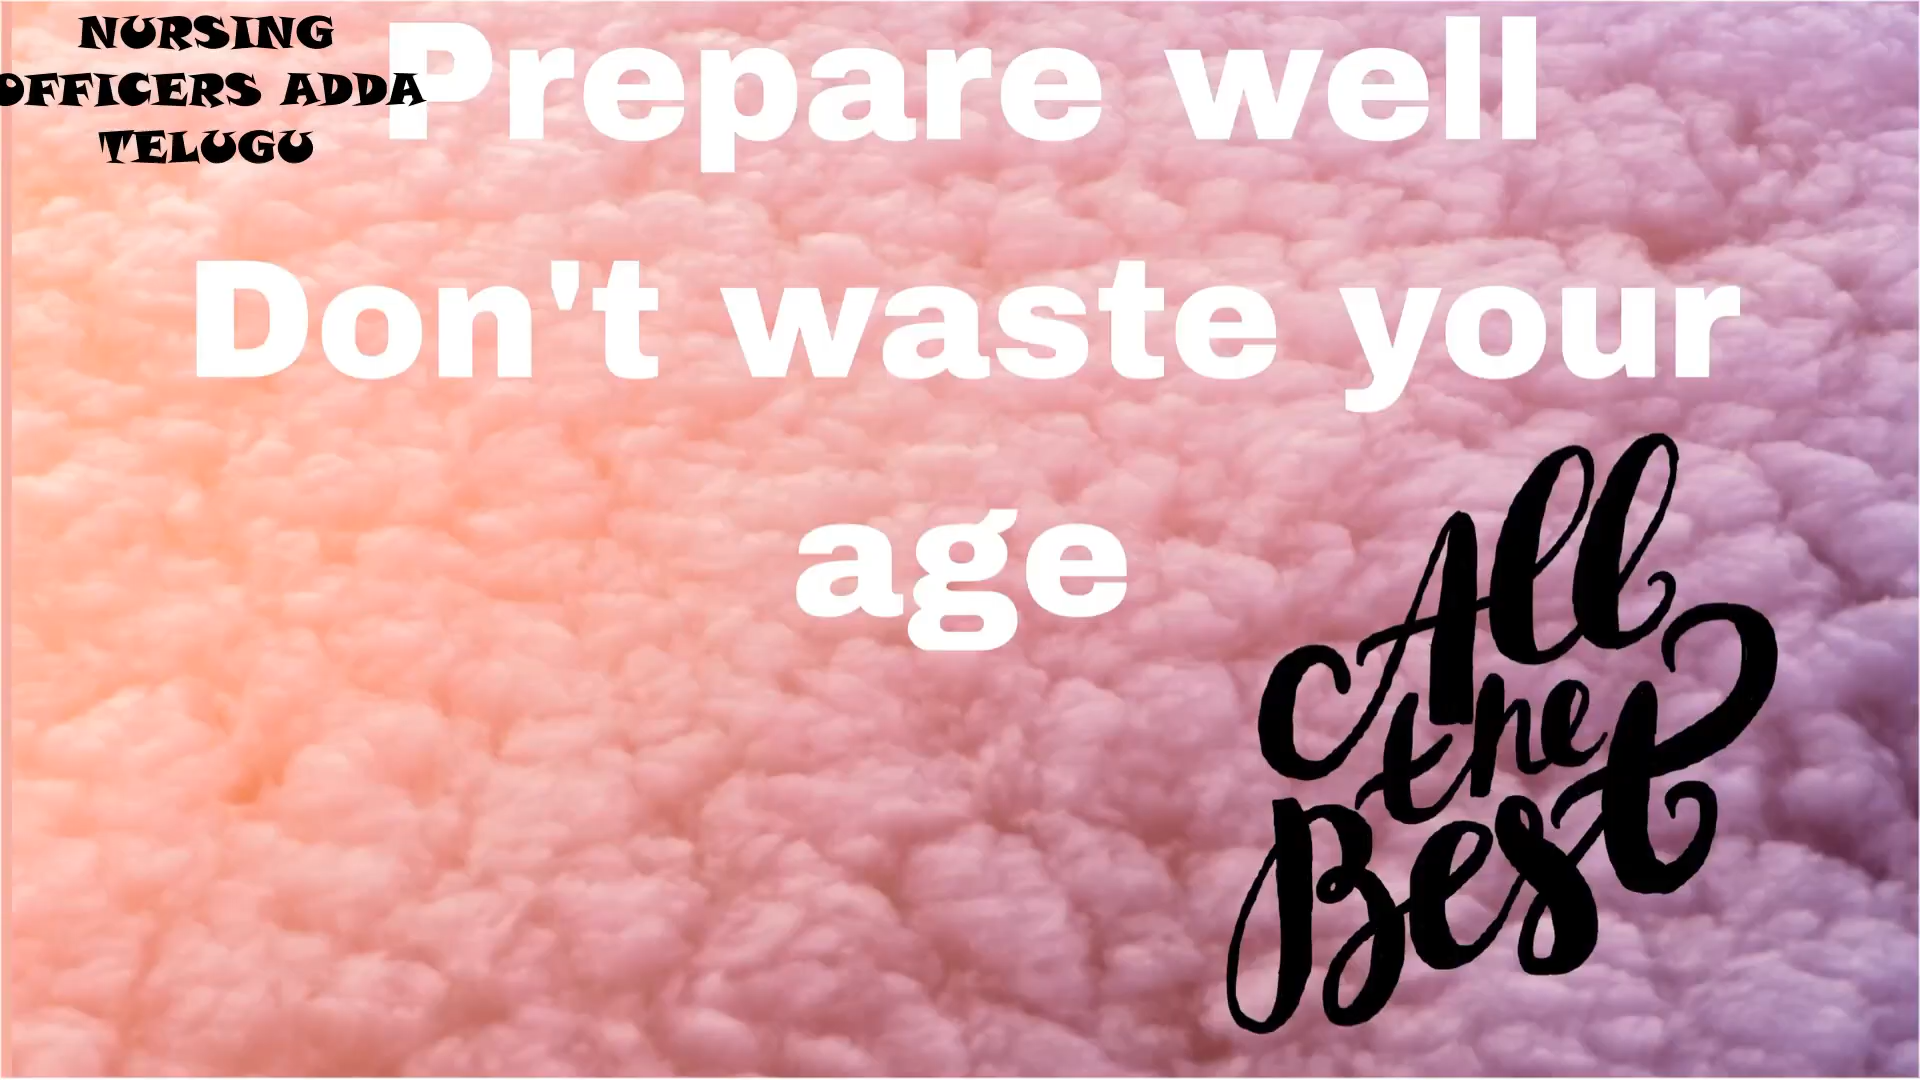 NURSING
OFFICERS ADDA
TELUGU
Prepare well
Don't waste your
age
All
the
Best